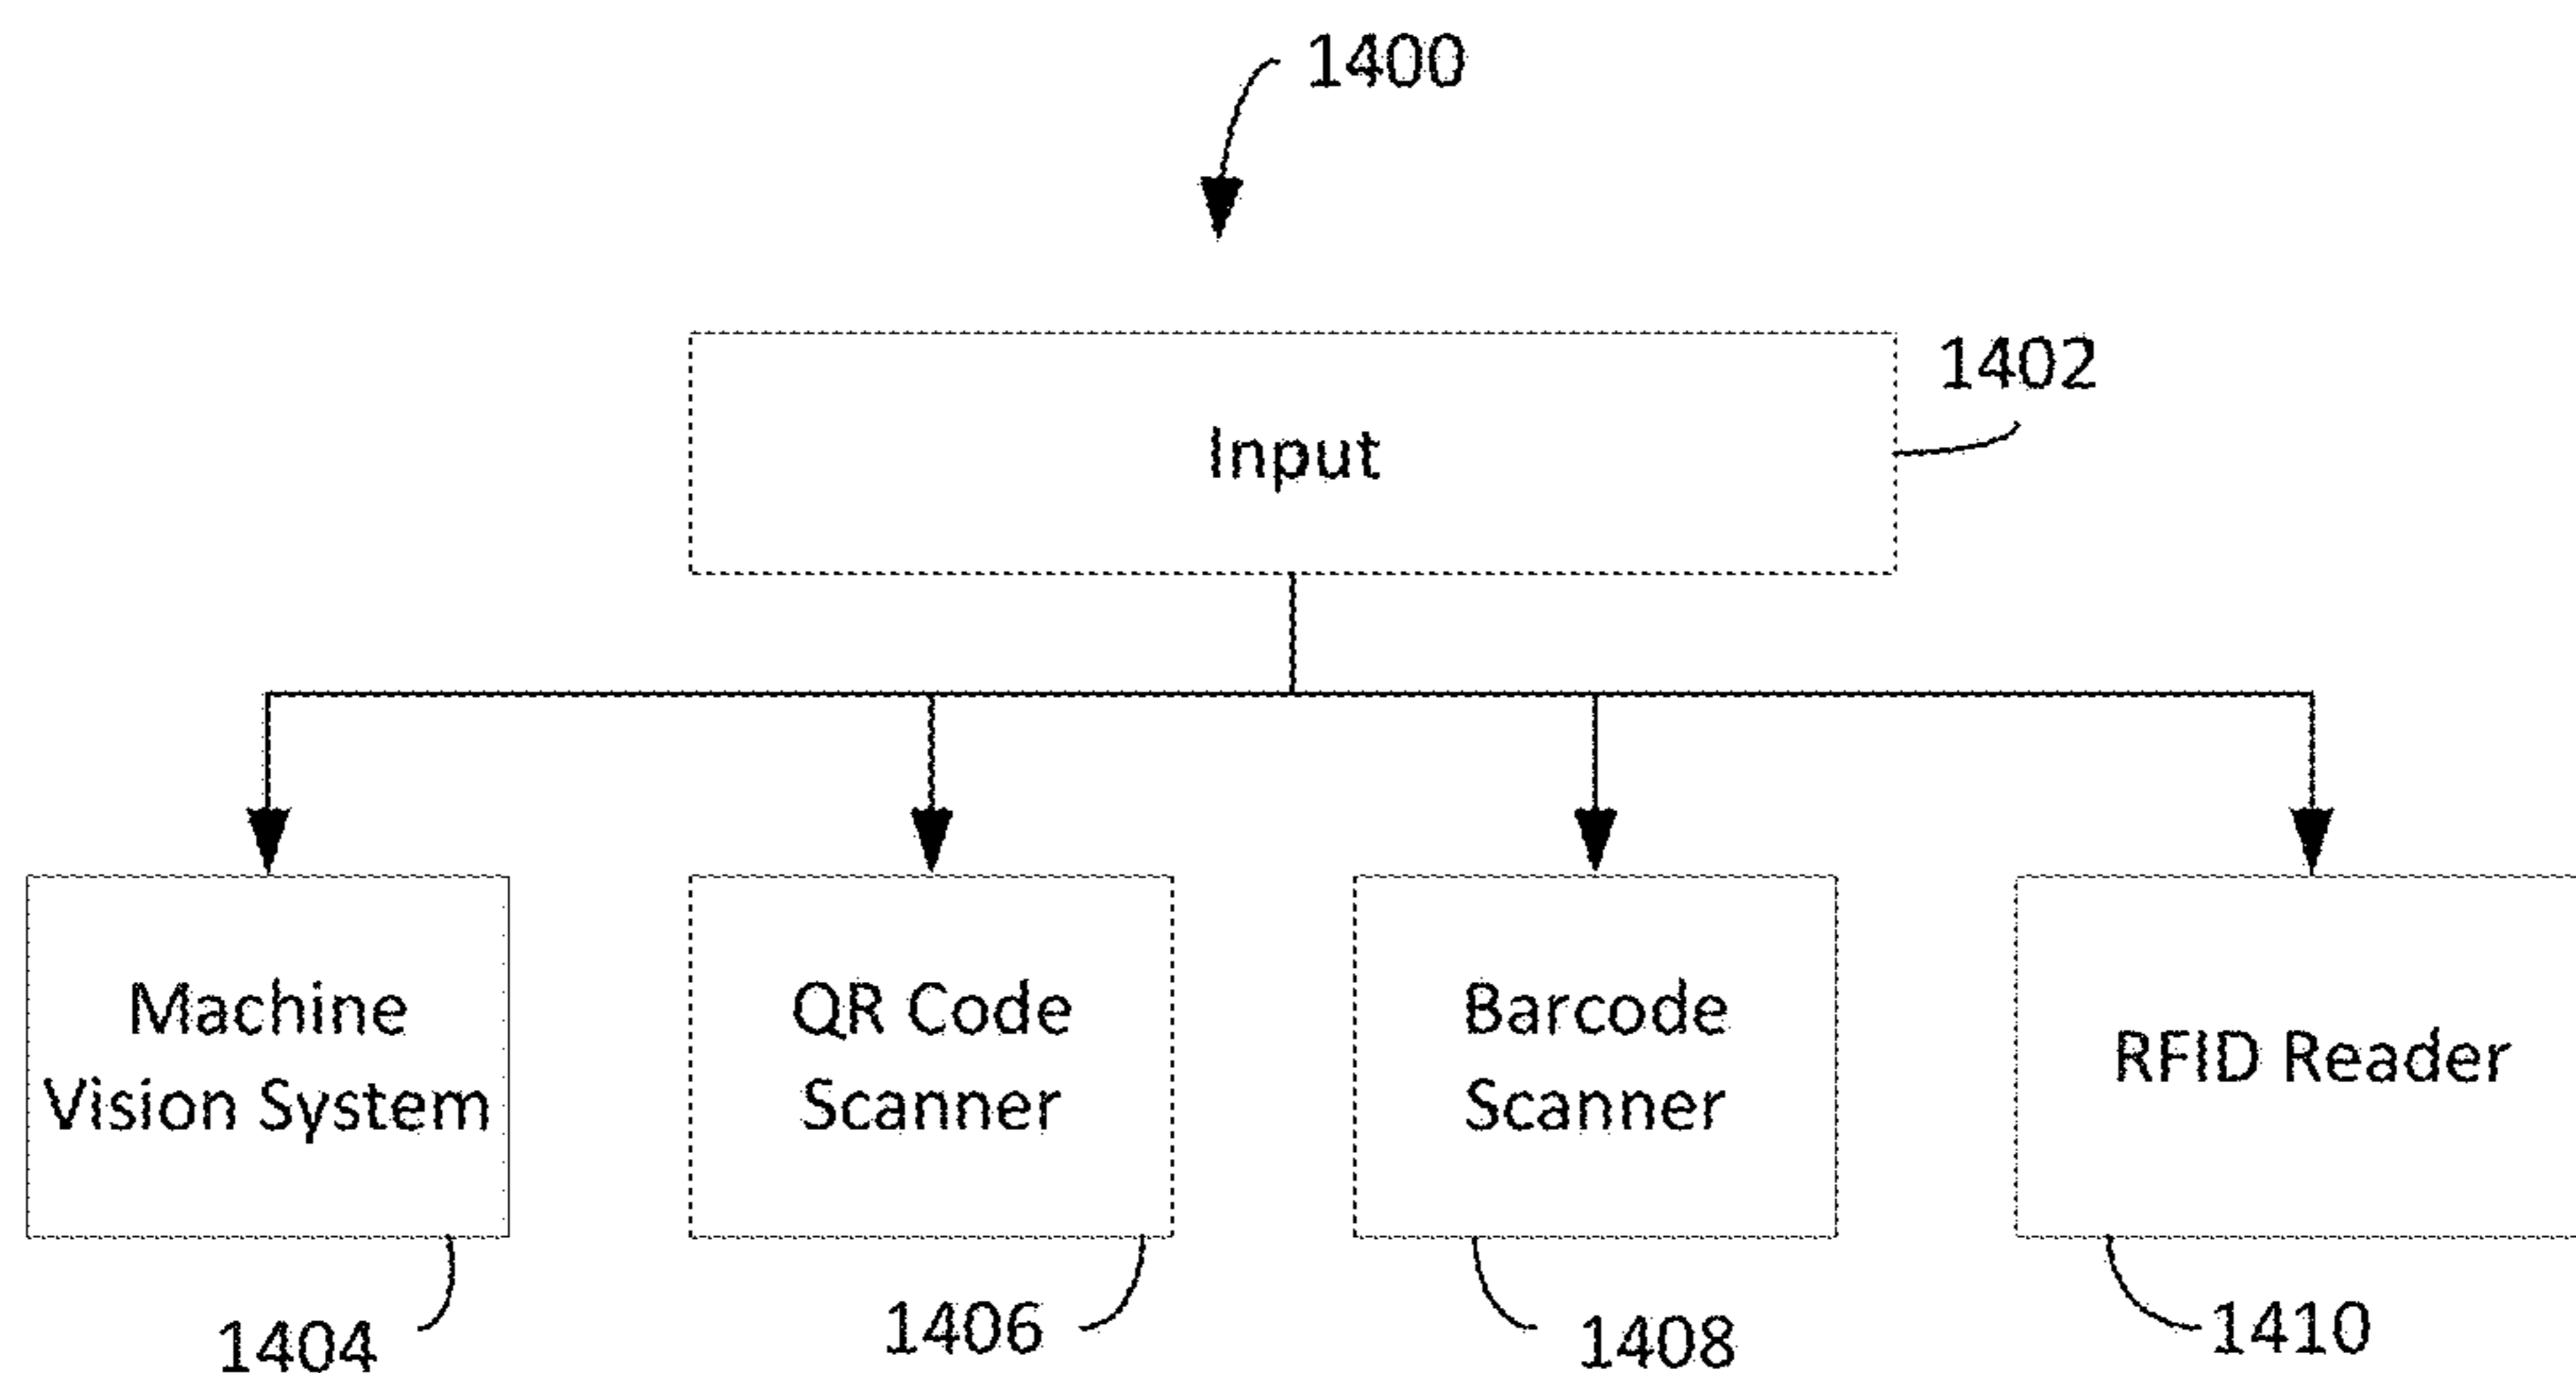 1400
1402
Input
Machine
Vision System
QR Code
Scanner
Barcode
Scanner
RFID Reader
1404
1406
1408
1410